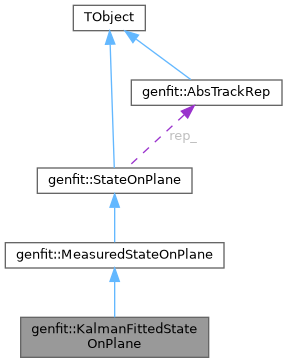 TObject
genfit::AbsTrackRep
rep_
genfit::StateOnPlane
genfit::MeasuredStateOnPlane
genfit::KalmanFittedState
OnPlane